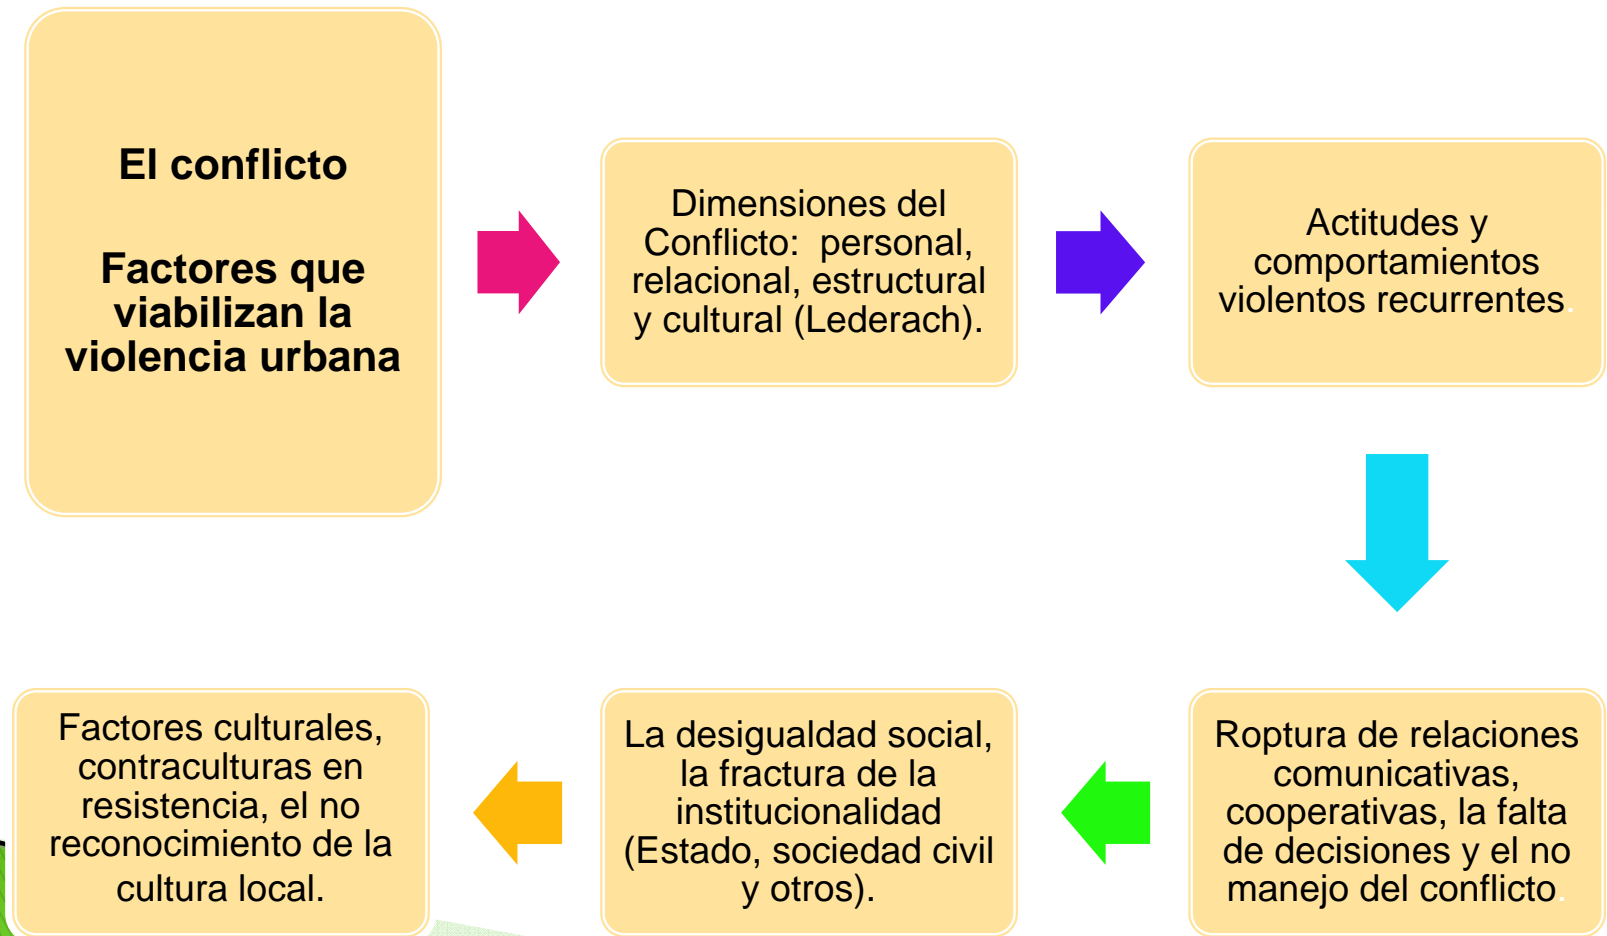 El conflicto
Factores que
viabilizan la
violencia urbana
Dimensiones del
Conflicto: personal,
relacional, estructural
y cultural (Lederach).
Actitudes y
comportamientos
violentos recurrentes.
Roptura de relaciones
comunicativas,
cooperativas, la falta
de decisiones y el no
manejo del conflicto.
La desigualdad social,
la fractura de la
institucionalidad
(Estado, sociedad civil
y otros).
Factores culturales,
contraculturas en
resistencia, el no
reconocimiento de la
cultura local.